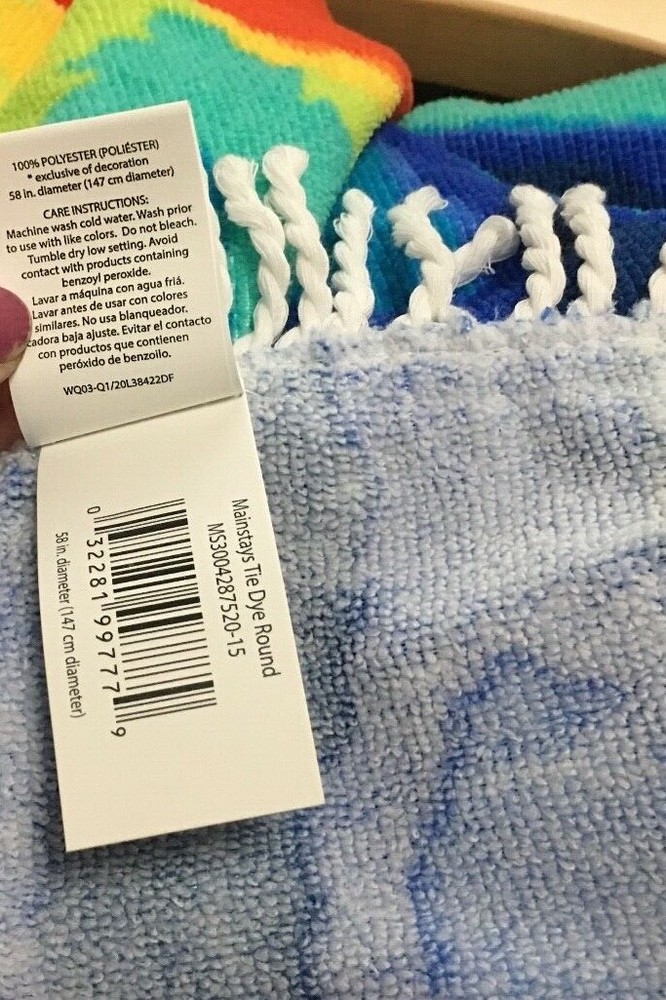 100% POLYESTER (POLIÉSTER)
* exclusive of decoration
58 in. diameter (147 cm diameter)
CARE INSTRUCTIONS:
Machine wash cold water. Wash prior
to use with like colors. Do not bleach.
Tumble dry low setting. Avoid
contact with products containing
benzoyl peroxide.
Lavar a máquina con agua friá.
Lavar antes de usar con colores
similares. No usa blanqueador.
baja ajuste. Evitar el contacto
con productos que contienen
peróxido de benzoilo.
WQ03-Q1/20L38422DF
Mainstays Tie Dye Round
MS3004287520-15
0 32281 99777 9
58 in. diameter (147 cm diameter)